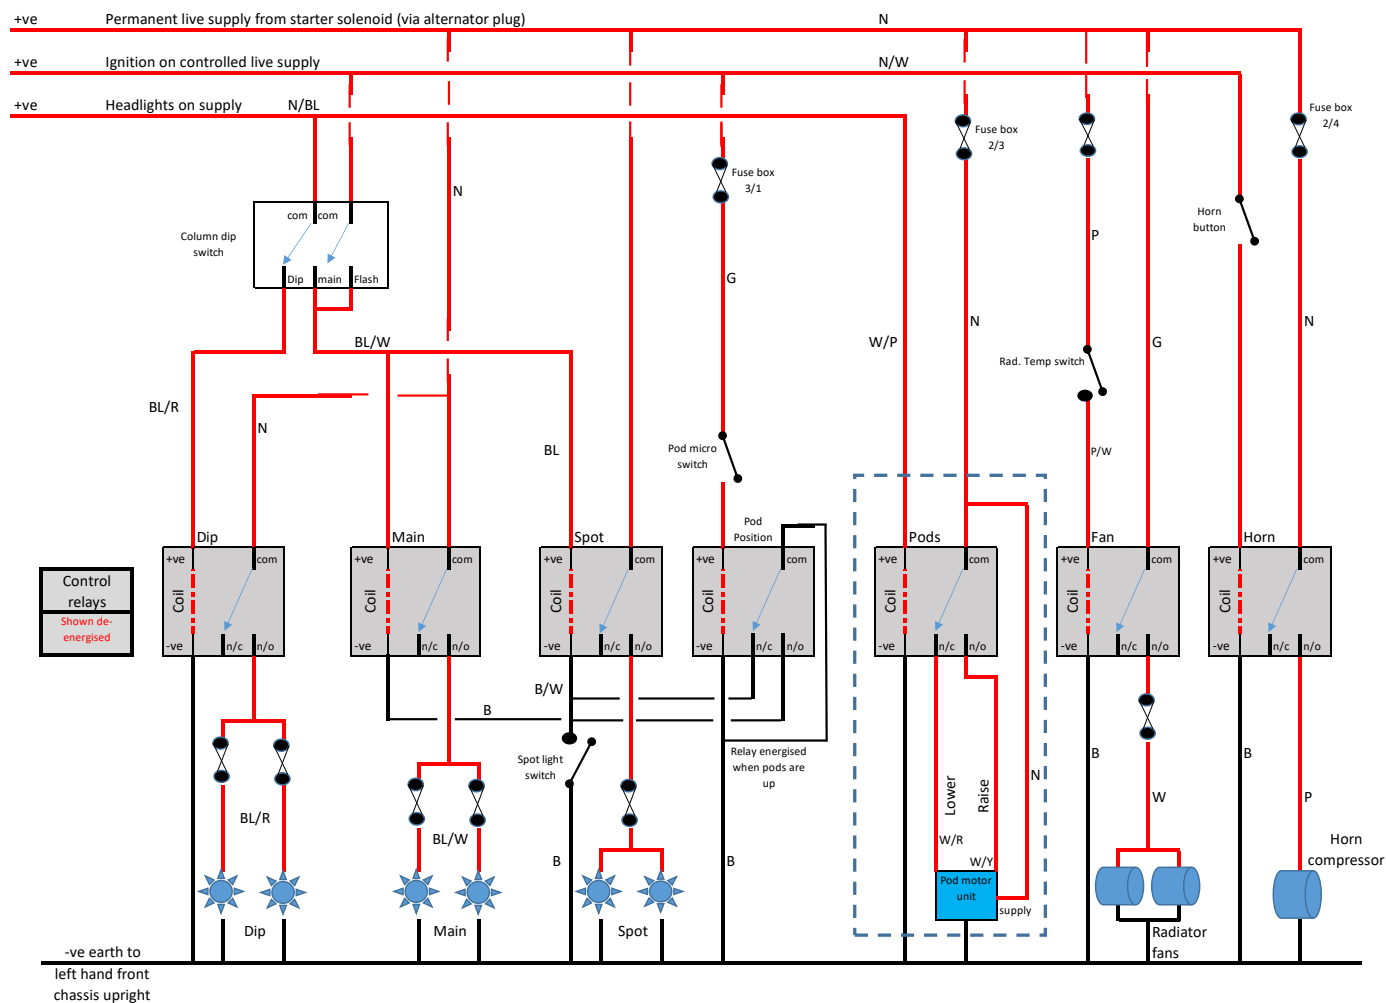 +ve Permanent live supply from starter solenoid (via alternator plug) N
+ve Ignition on controlled live supply N/W
+ve Headlights on supply N/BL
Fuse box
2/4
Fuse box
2/3
Fuse box
3/1
N
com com
Column dip
switch
Dip main Flash
Horn
button
P
G
BL/W
W/P
N
Rad. Temp switch
G
N
BL/R
N
BL
Pod micro
switch
P/W
Pod
Position
Dip
Main
Spot
Pods
Fan
Horn
+ve com
+ve com
+ve com
+ve
+ve com
+ve com
+ve com
Control
relays
Shown de-
energised
Coil
Coil
Coil
Coil
Coil
Coil
Coil
-ve n/c n/o
-ve n/c n/o
-ve n/c n/o
-ve n/c n/o
-ve n/c n/o
-ve n/c n/o
-ve n/c n/o
B/W
B
Spot light
switch
Relay energised
when pods are
up
Lower
Raise
N
B
B
W
P
BL/R
BL/W
W/R
W/Y
B
B
Pod motor
unit
supply
Horn
compressor
Dip
Main
Spot
Radiator
fans
-ve earth to
left hand front
chassis upright